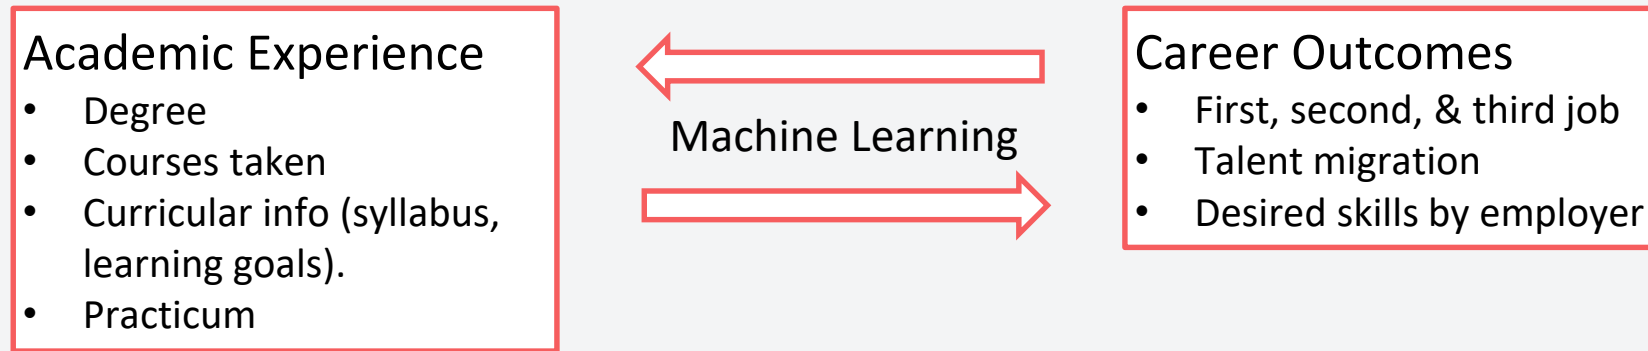 Academic Experience
• Degree
• Courses taken
• Curricular info (syllabus,
learning goals).
• Practicum
Machine Learning
Career Outcomes
• First, second, & third job
• Talent migration
• Desired skills by employer